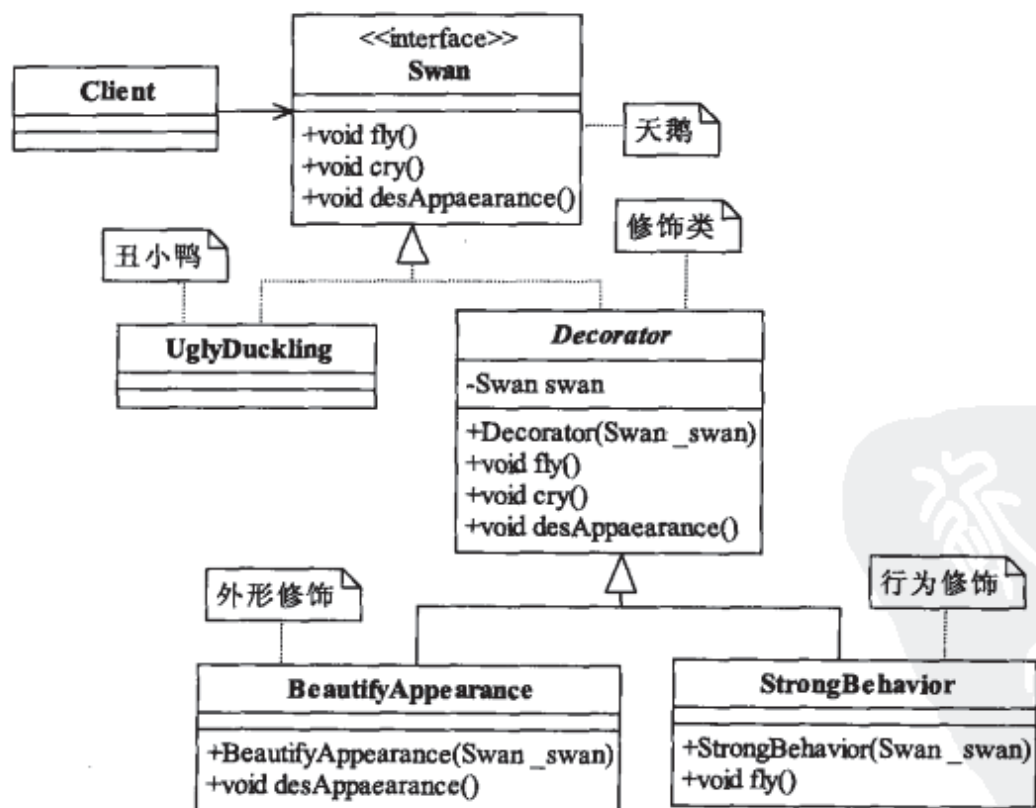 <<interface>>
Swan
Client
+void fly()
+void cry()
+void desAppaearance()
天鹅
修饰类
丑小鸭
UglyDuckling
Decorator
-Swan swan
+Decorator(Swan _swan)
+void fly()
+void cry()
+void desAppaearance()
外形修饰
行为修饰
BeautifyAppearance
+BeautifyAppearance(Swan _swan)
+void desAppaearance()
StrongBehavior
+StrongBehavior(Swan _swan)
+void fly()